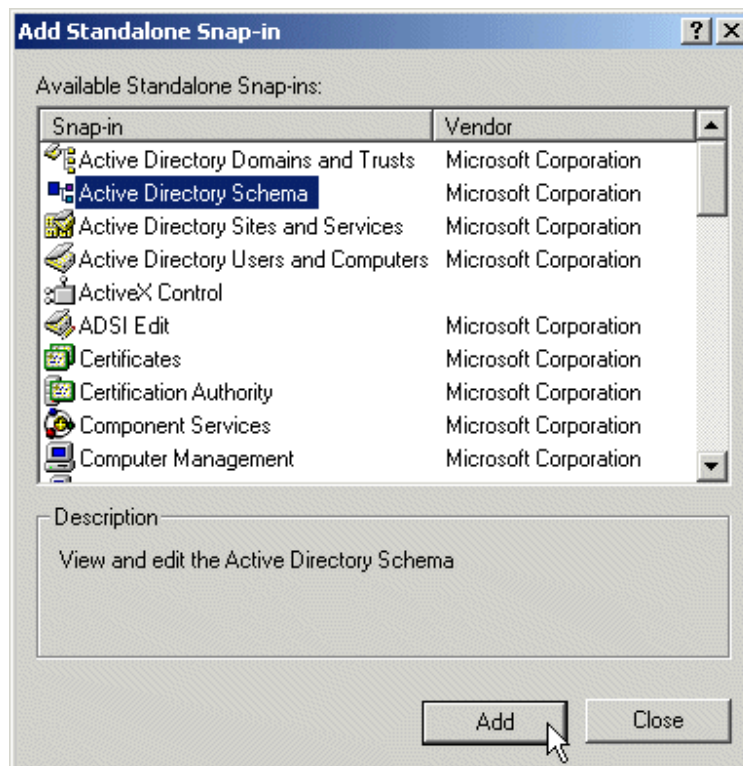 Add Standalone Snap-in
Available Standalone Snap-ins:
Snap-in Vendor
Active Directory Domains and Trusts Microsoft Corporation
Active Directory Schema Microsoft Corporation
Active Directory Sites and Services Microsoft Corporation
Active Directory Users and Computers Microsoft Corporation
ActiveX Control
ADSI Edit Microsoft Corporation
Certificates Microsoft Corporation
Certification Authority Microsoft Corporation
Component Services Microsoft Corporation
Computer Management Microsoft Corporation
Description
View and edit the Active Directory Schema
Add Close